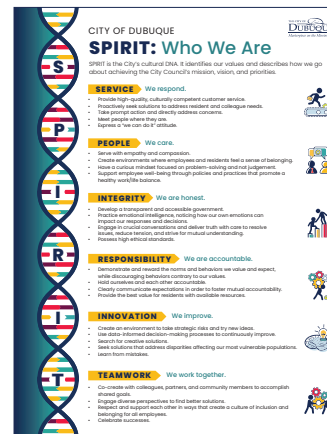 CITY OF DUBUQUE
THE CITY OF
DUBUQUE
Masterpiece on the Mississippi
SPIRIT: Who We Are
SPIRIT is the City's cultural DNA. It identifies our values and describes how we go
about achieving the City Council's mission, vision, and priorities.
S
SERVICE We respond.
• Provide high-quality, culturally competent customer service.
• Proactively seek solutions to address resident and colleague needs.
• Take prompt action and directly address concerns.
• Meet people where they are.
• Express a "we can do it" attitude.
P
PEOPLE We care.
• Serve with empathy and compassion.
• Create environments where employees and residents feel a sense of belonging.
• Have a curious mindset focused on problem-solving and not judgement.
• Support employee well-being through policies and practices that promote a
healthy work/life balance.
I
INTEGRITY We are honest.
• Develop a transparent and accessible government.
• Practice emotional intelligence, noticing how our own emotions can
impact our responses and decisions.
• Engage in crucial conversations and deliver truth with care to resolve
issues, reduce tension, and strive for mutual understanding.
• Possess high ethical standards.
R
RESPONSIBILITY We are accountable.
• Demonstrate and reward the norms and behaviors we value and expect,
while discouraging behaviors contrary to our values.
• Hold ourselves and each other accountable.
• Clearly communicate expectations in order to foster mutual accountability.
• Provide the best value for residents with available resources.
I
INNOVATION We improve.
• Create an environment to take strategic risks and try new ideas.
• Use data-informed decision-making processes to continuously improve.
• Search for creative solutions.
• Seek solutions that address disparities affecting our most vulnerable populations.
• Learn from mistakes.
T
TEAMWORK We work together.
• Co-create with colleagues, partners, and community members to accomplish
shared goals.
• Engage diverse perspectives to find better solutions.
• Respect and support each other in ways that create a culture of inclusion and
belonging for all employees.
• Celebrate successes.